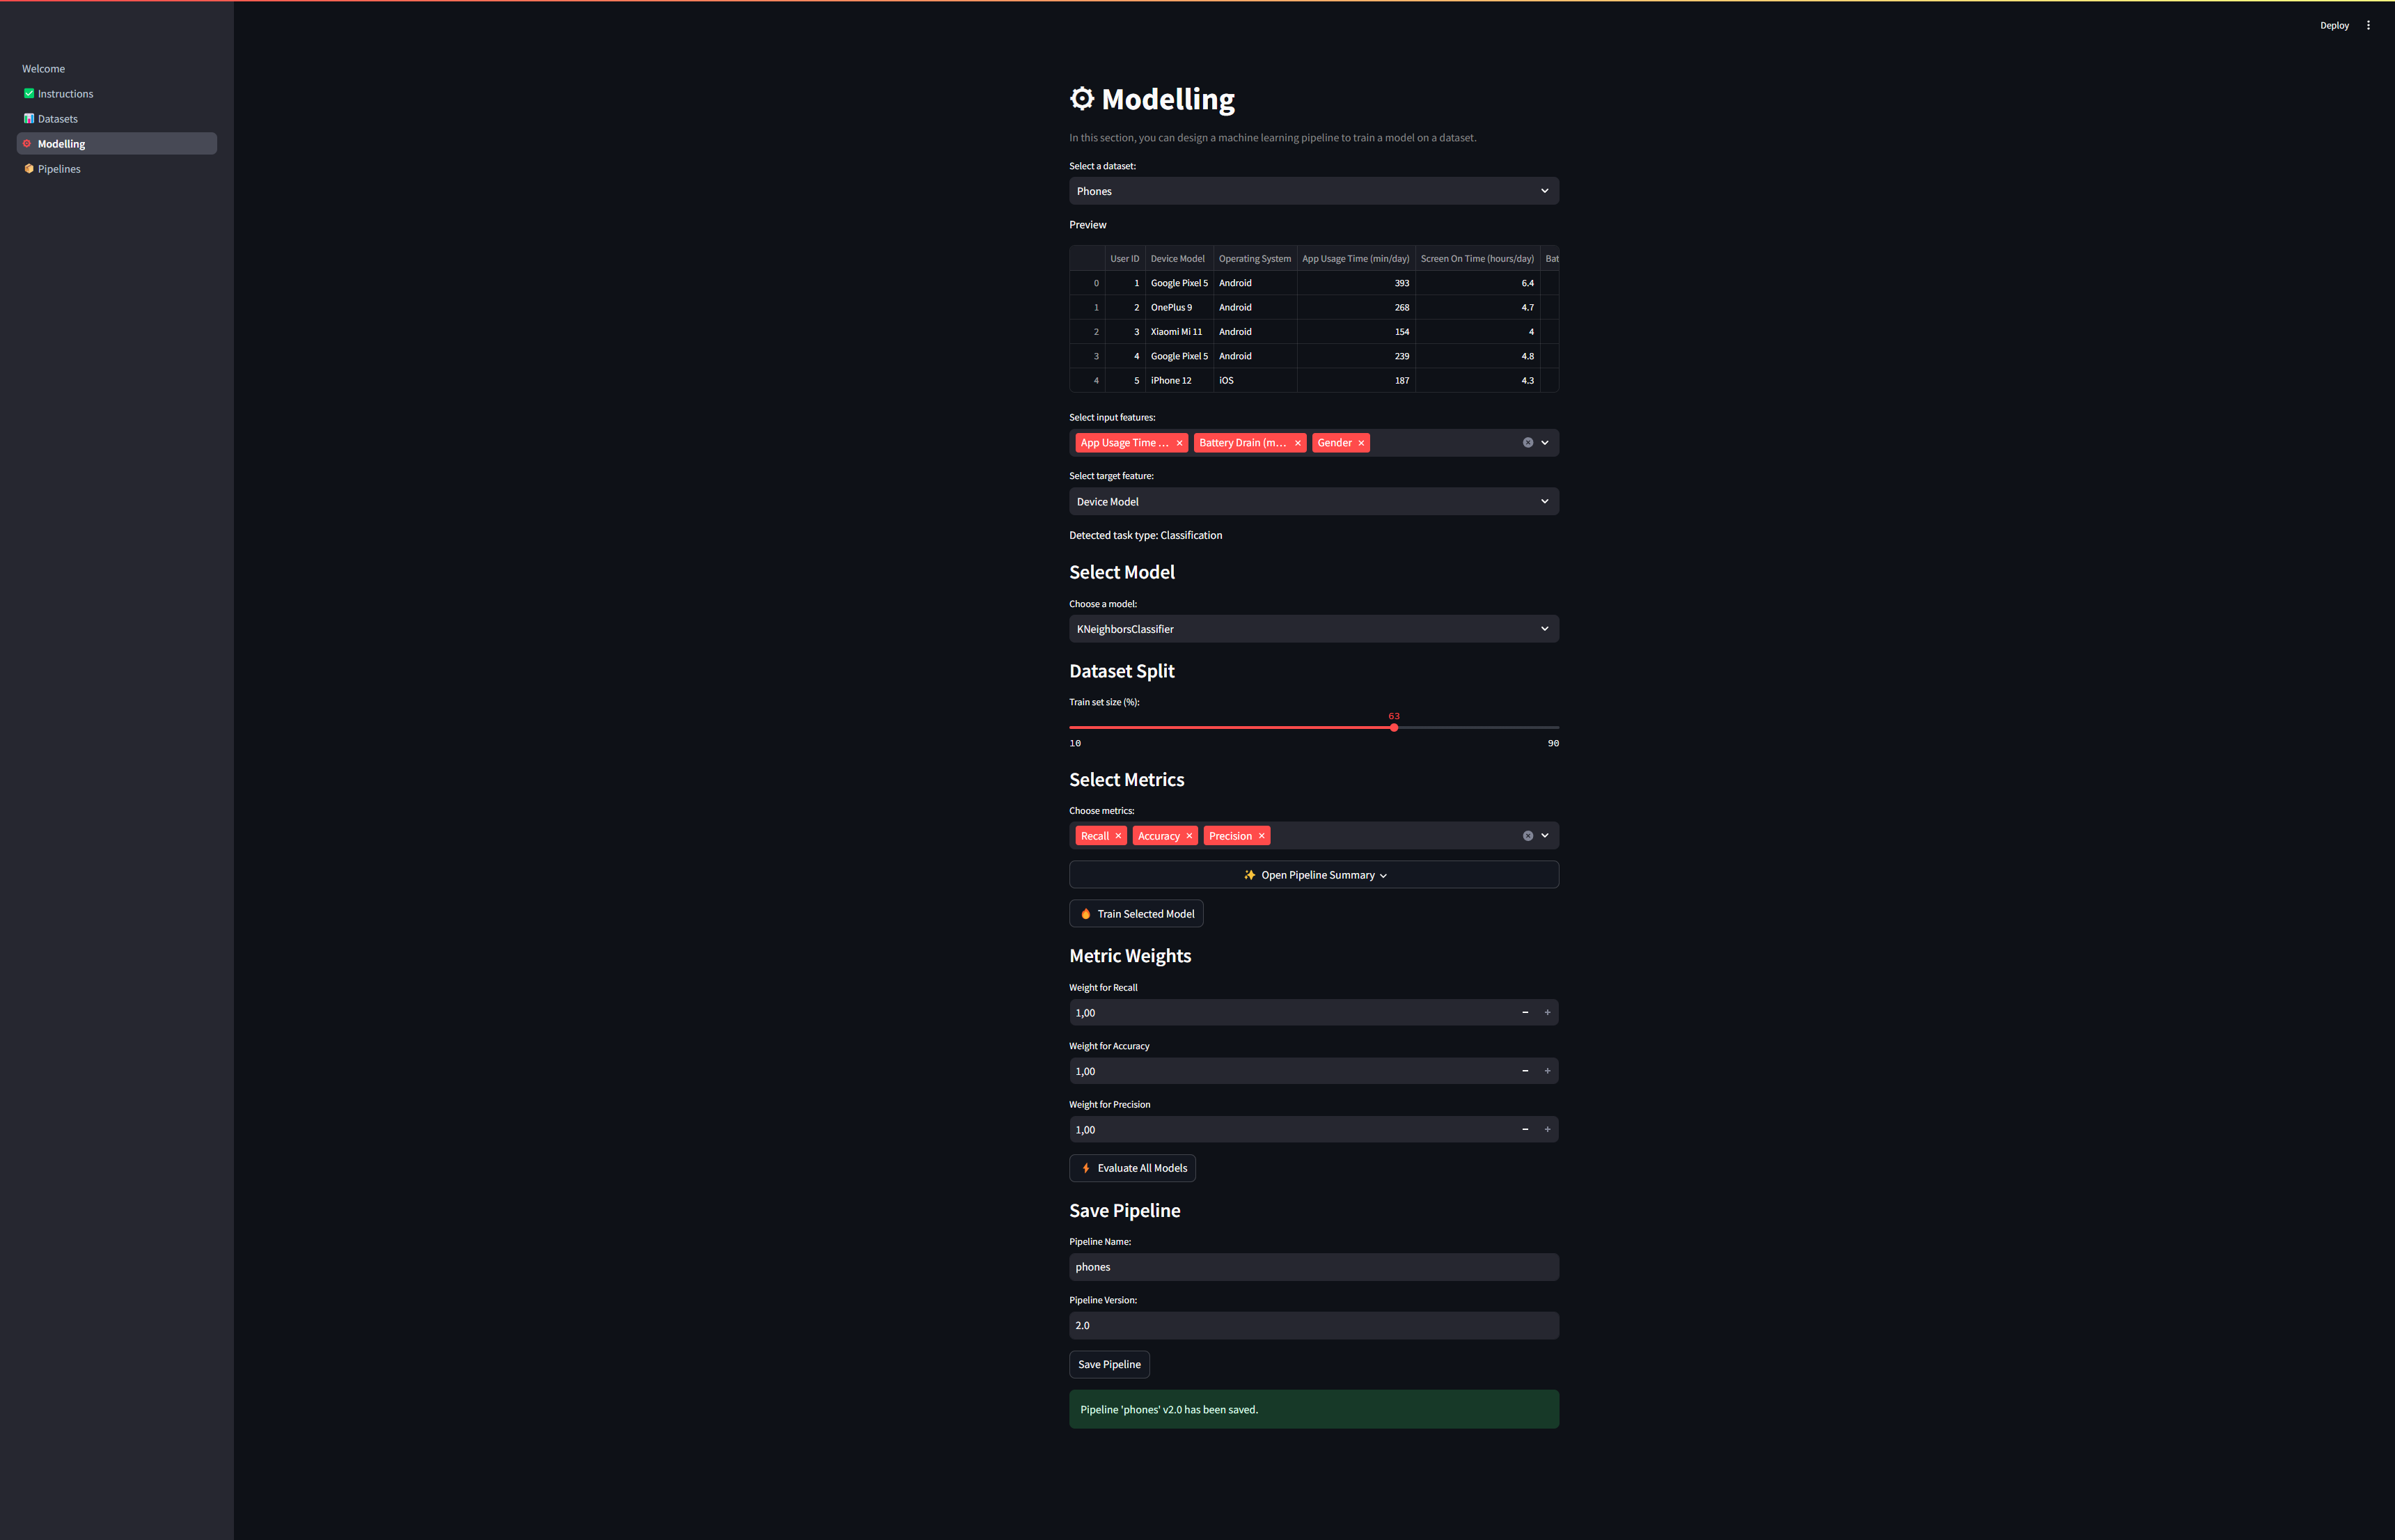 Deploy
Welcome
Instructions
Datasets
Modelling
Pipelines
Modelling
In this section, you can design a machine learning pipeline to train a model on a dataset.
Select a dataset:
Phones
Preview
User ID Device Model Operating System App Usage Time (min/day) Screen On Time (hours/day) Bat
0 1 Google Pixel 5 Android 393 6.4
1 2 OnePlus 9 Android 268 4.7
2 3 Xiaomi Mi 11 Android 154 4
3 4 Google Pixel 5 Android 239 4.8
4 5 iPhone 12 iOS 187 4.3
Select input features:
App Usage Time ... Battery Drain (m... Gender
Select target feature:
Device Model
Detected task type: Classification
Select Model
Choose a model:
KNeighborsClassifier
Dataset Split
Train set size (%):
63
10 90
Select Metrics
Choose metrics:
Recall Accuracy Precision
Open Pipeline Summary
Train Selected Model
Metric Weights
Weight for Recall
1,00
Weight for Accuracy
1,00
Weight for Precision
1,00
Evaluate All Models
Save Pipeline
Pipeline Name:
phones
Pipeline Version:
2.0
Save Pipeline
Pipeline 'phones' v2.0 has been saved.